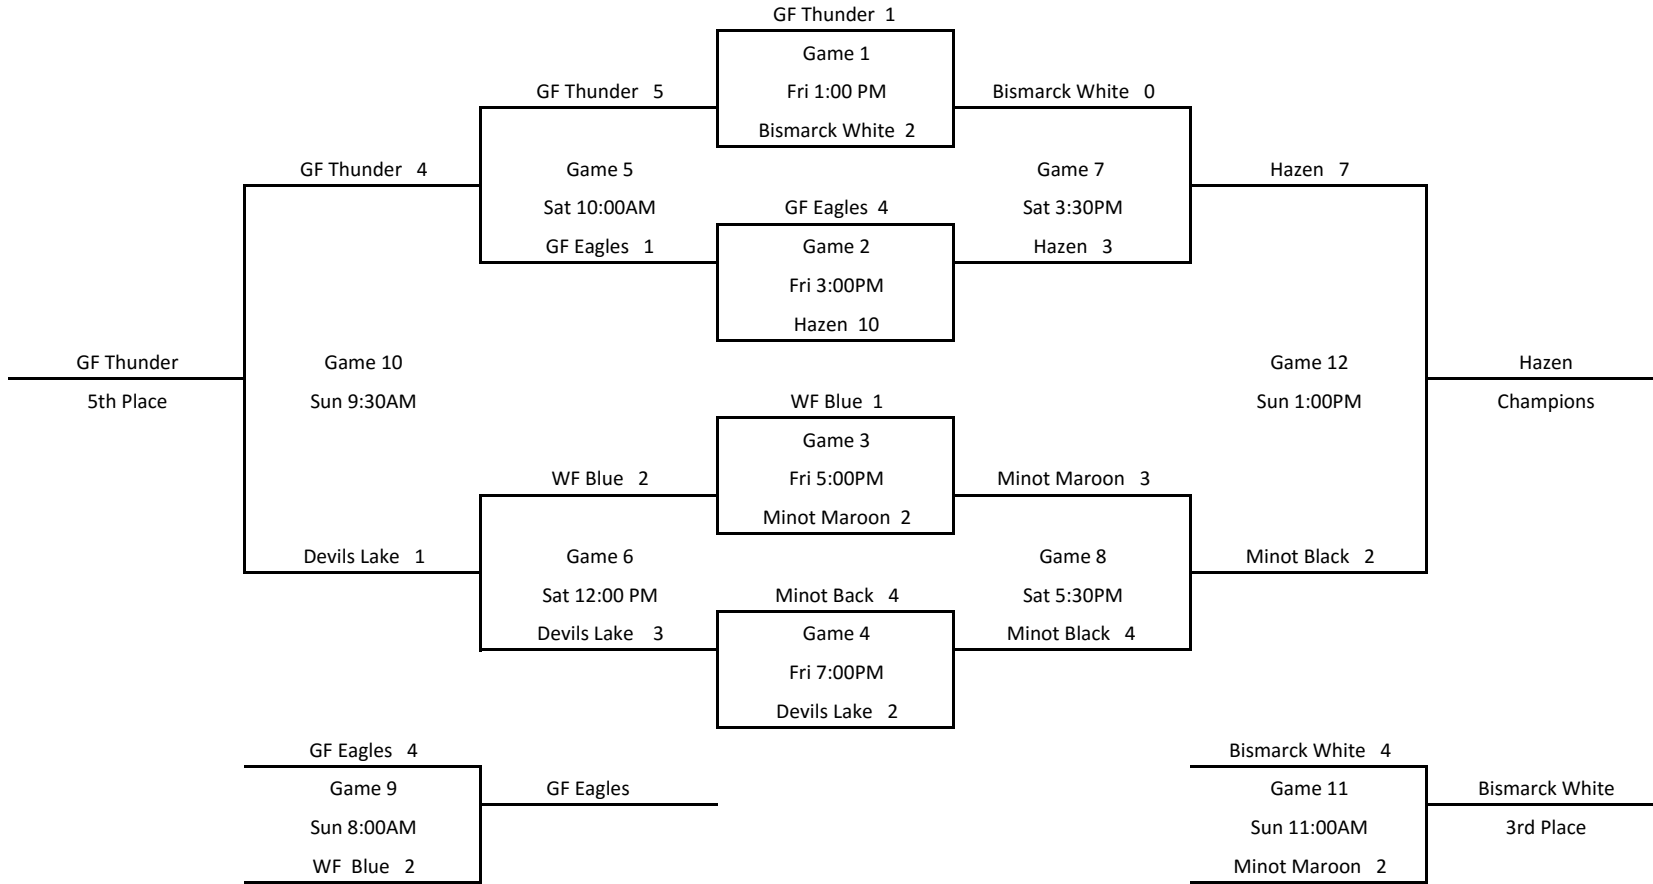 GF Thunder 1
Game 1
GF Thunder 5
Fri 1:00 PM
Bismarck White 0
Bismarck White 2
GF Thunder 4
Game 5
Game 7
Hazen 7
Sat 10:00AM
GF Eagles 4
Sat 3:30PM
GF Eagles 1
Game 2
Hazen 3
Fri 3:00PM
Hazen 10
GF Thunder
Game 10
Game 12
Hazen
5th Place
Sun 9:30AM
WF Blue 1
Sun 1:00PM
Champions
Game 3
WF Blue 2
Fri 5:00PM
Minot Maroon 3
Minot Maroon 2
Devils Lake 1
Game 6
Game 8
Minot Black 2
Sat 12:00 PM
Minot Back 4
Sat 5:30PM
Devils Lake 3
Game 4
Minot Black 4
Fri 7:00PM
Devils Lake 2
GF Eagles 4
Bismarck White 4
Game 9
GF Eagles
Game 11
Bismarck White
Sun 8:00AM
Sun 11:00AM
3rd Place
WF Blue 2
Minot Maroon 2